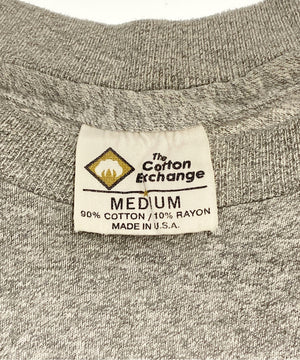 The
Cotton
Exchange
MEDIUM
90% COTTON / 10% RAYON
MADE IN U.S.A.